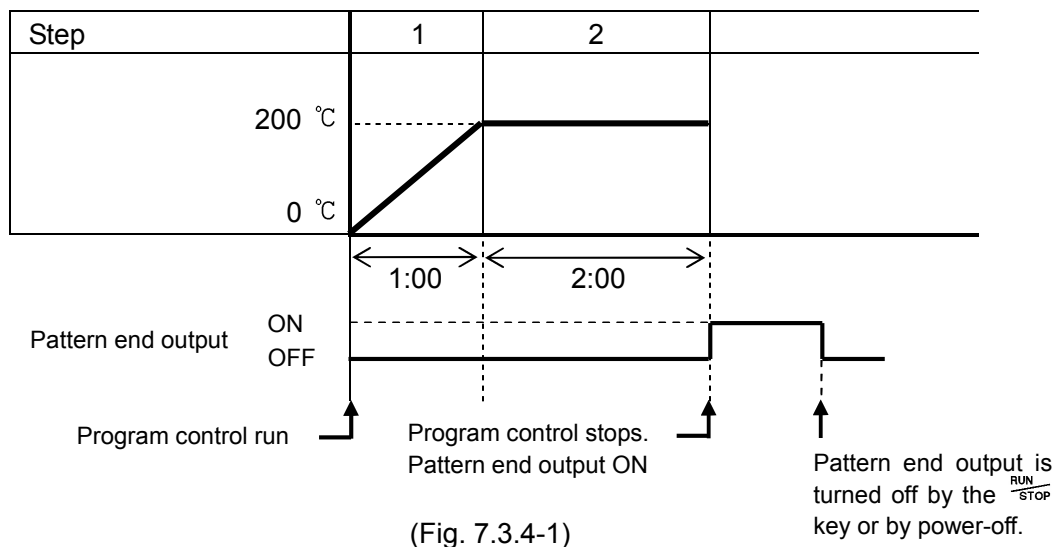 Step 1 2
200 ℃
0 ℃
1:00 2:00
Pattern end output
ON
OFF
Program control run
Program control stops.
Pattern end output ON
Pattern end output is
turned off by the RUN/STOP
key or by power-off.
(Fig. 7.3.4-1)